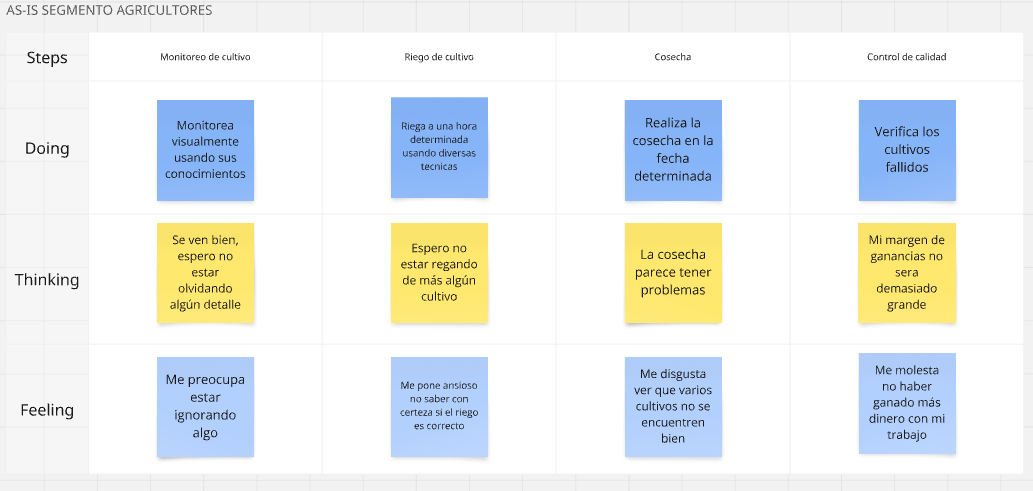 AS-IS SEGMENTO AGRICULTORES
Steps
Monitoreo de cultivo
Riego de cultivo
Cosecha
Control de calidad
Doing
Monitorea
visualmente
usando sus
conocimientos
Riega a una hora
determinada
usando diversas
tecnicas
Realiza la
cosecha en la
fecha
determinada
Verifica los
cultivos
fallidos
Thinking
Se ven bien,
espero no
estar
olvidando
algún detalle
Espero no
estar regando
de más algún
cultivo
La cosecha
parece tener
problemas
Mi margen de
ganancias no
sera
demasiado
grande
Feeling
Me preocupa
estar
ignorando
algo
Me pone ansioso
no saber con
certeza si el riego
es correcto
Me disgusta
ver que varios
cultivos no se
encuentren
bien
Me molesta
no haber
ganado más
dinero con mi
trabajo